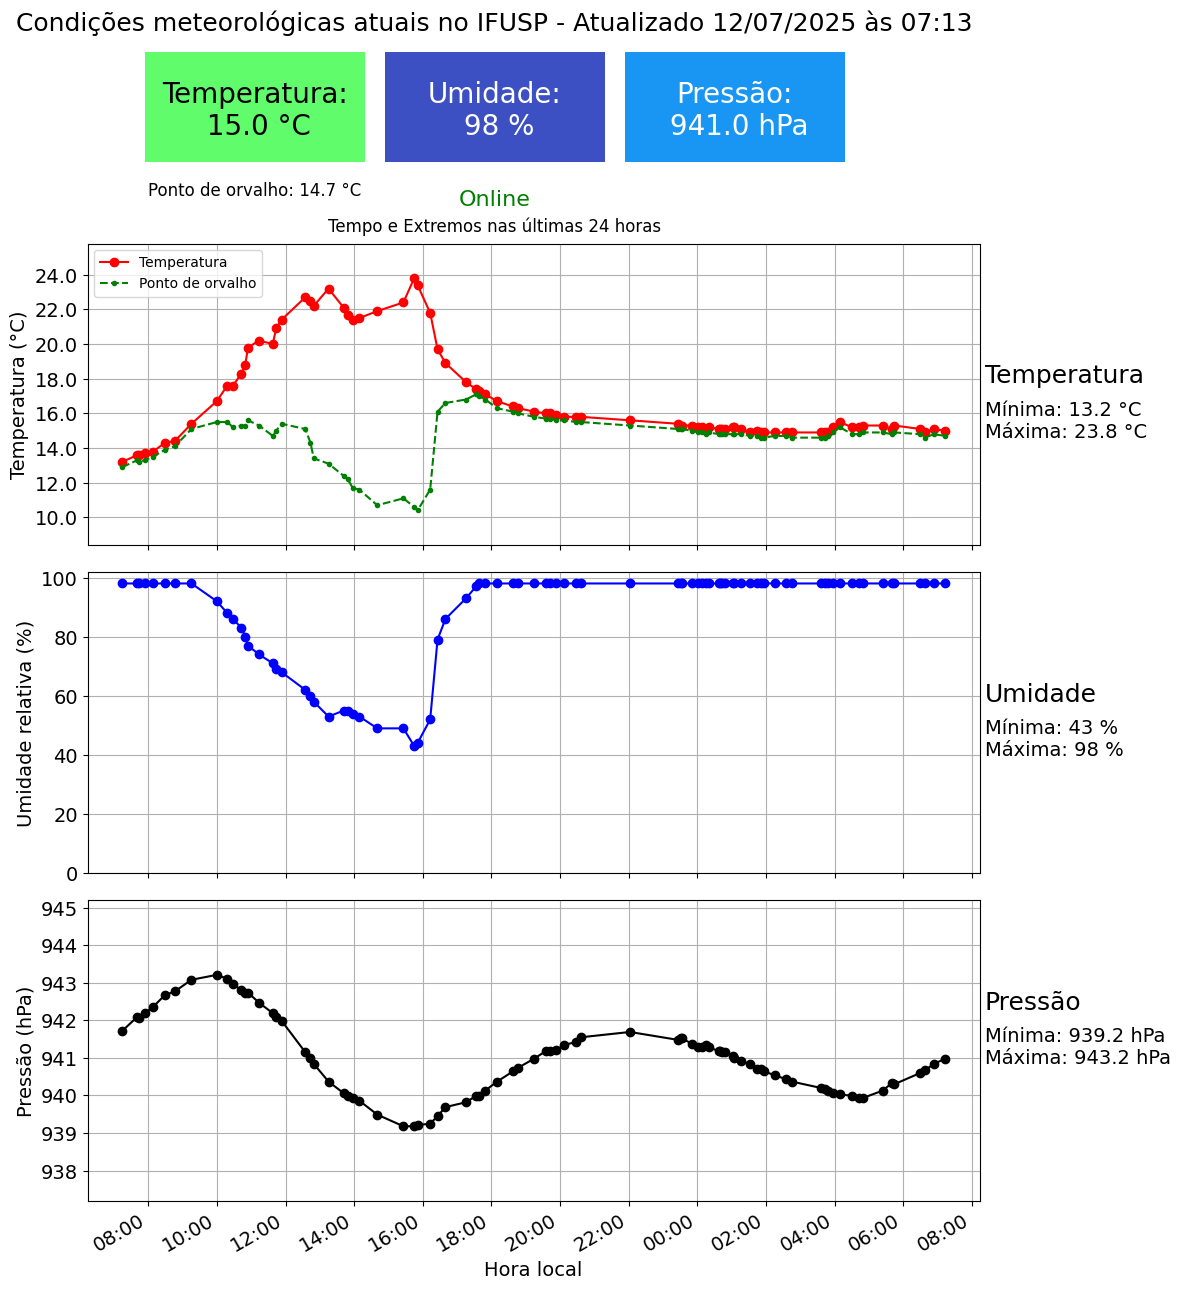 Condições meteorológicas atuais no IFUSP - Atualizado 12/07/2025 às 07:13
Temperatura:
15.0 °C
Umidade:
98 %
Pressão:
941.0 hPa
Ponto de orvalho: 14.7 °C
Online
Tempo e Extremos nas últimas 24 horas
Temperatura
Ponto de orvalho
Temperatura (°C)
24.0
22.0
20.0
18.0
16.0
14.0
12.0
10.0
Temperatura
Mínima: 13.2 °C
Máxima: 23.8 °C
Umidade relativa (%)
100
80
60
40
20
0
Umidade
Mínima: 43 %
Máxima: 98 %
Pressão (hPa)
945
944
943
942
941
940
939
938
Pressão
Mínima: 939.2 hPa
Máxima: 943.2 hPa
08:00
10:00
12:00
14:00
16:00
18:00
20:00
22:00
00:00
02:00
04:00
06:00
08:00
Hora local